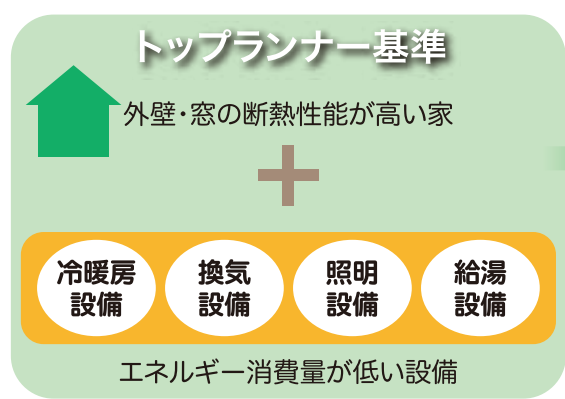 トップランナー基準
外壁・窓の断熱性能が高い家
＋
冷暖房
設備
換気
設備
照明
設備
給湯
設備
エネルギー消費量が低い設備